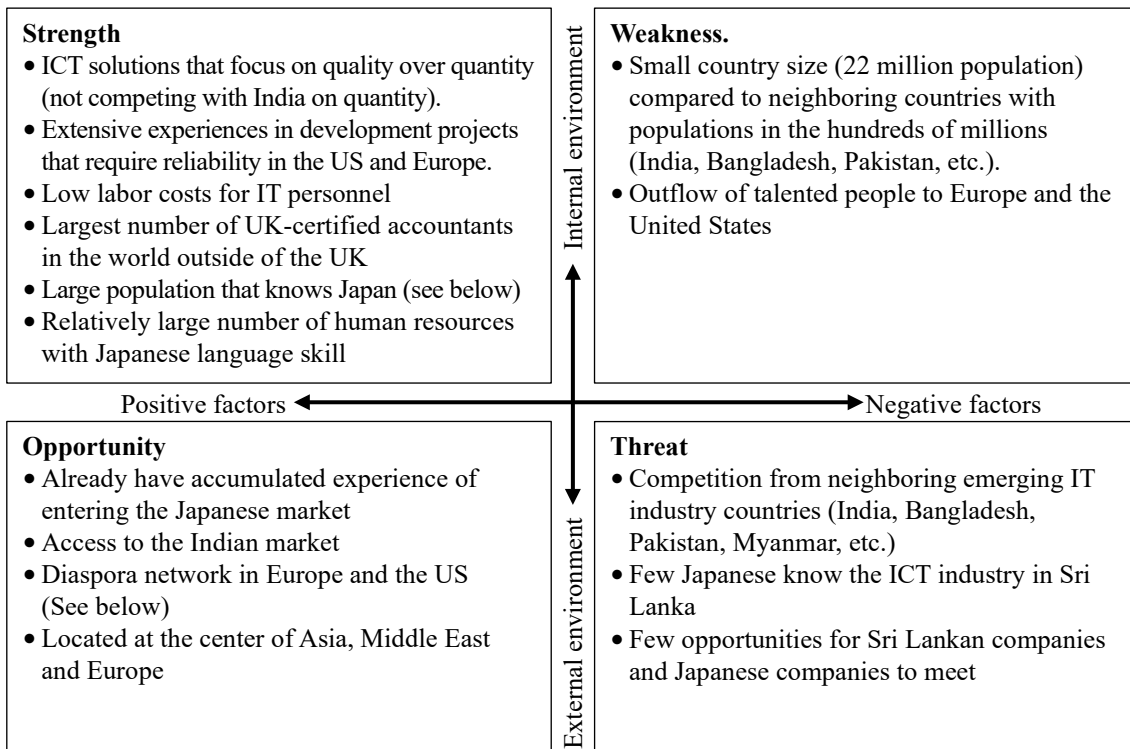 Strength
• ICT solutions that focus on quality over quantity
(not competing with India on quantity).
• Extensive experiences in development projects
that require reliability in the US and Europe.
• Low labor costs for IT personnel
• Largest number of UK-certified accountants
in the world outside of the UK
• Large population that knows Japan (see below)
• Relatively large number of human resources
with Japanese language skill
Internal environment
Weakness.
• Small country size (22 million population)
compared to neighboring countries with
populations in the hundreds of millions
(India, Bangladesh, Pakistan, etc.).
• Outflow of talented people to Europe and the
United States
Positive factors
Negative factors
Opportunity
• Already have accumulated experience of
entering the Japanese market
• Access to the Indian market
• Diaspora network in Europe and the US
(See below)
• Located at the center of Asia, Middle East
and Europe
External environment
Threat
• Competition from neighboring emerging IT
industry countries (India, Bangladesh,
Pakistan, Myanmar, etc.)
• Few Japanese know the ICT industry in Sri
Lanka
• Few opportunities for Sri Lankan companies
and Japanese companies to meet